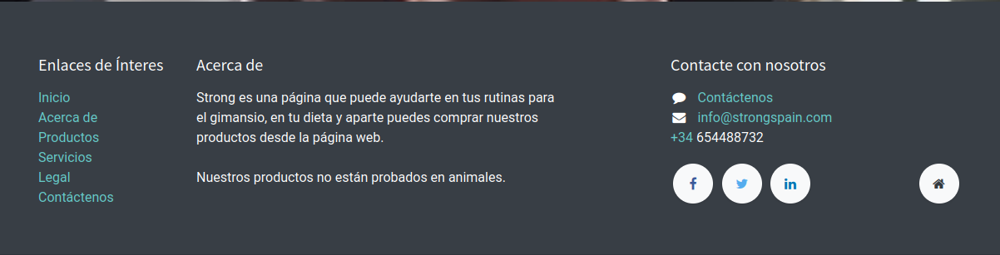 Enlaces de Ínteres
Inicio
Acerca de
Productos
Servicios
Legal
Contáctenos
Acerca de
Strong es una página que puede ayudarte en tus rutinas para
el gimansio, en tu dieta y aparte puedes comprar nuestros
productos desde la página web.
Nuestros productos no están probados en animales.
Contacte con nosotros
Contáctenos
info@strongspain.com
+34 654488732